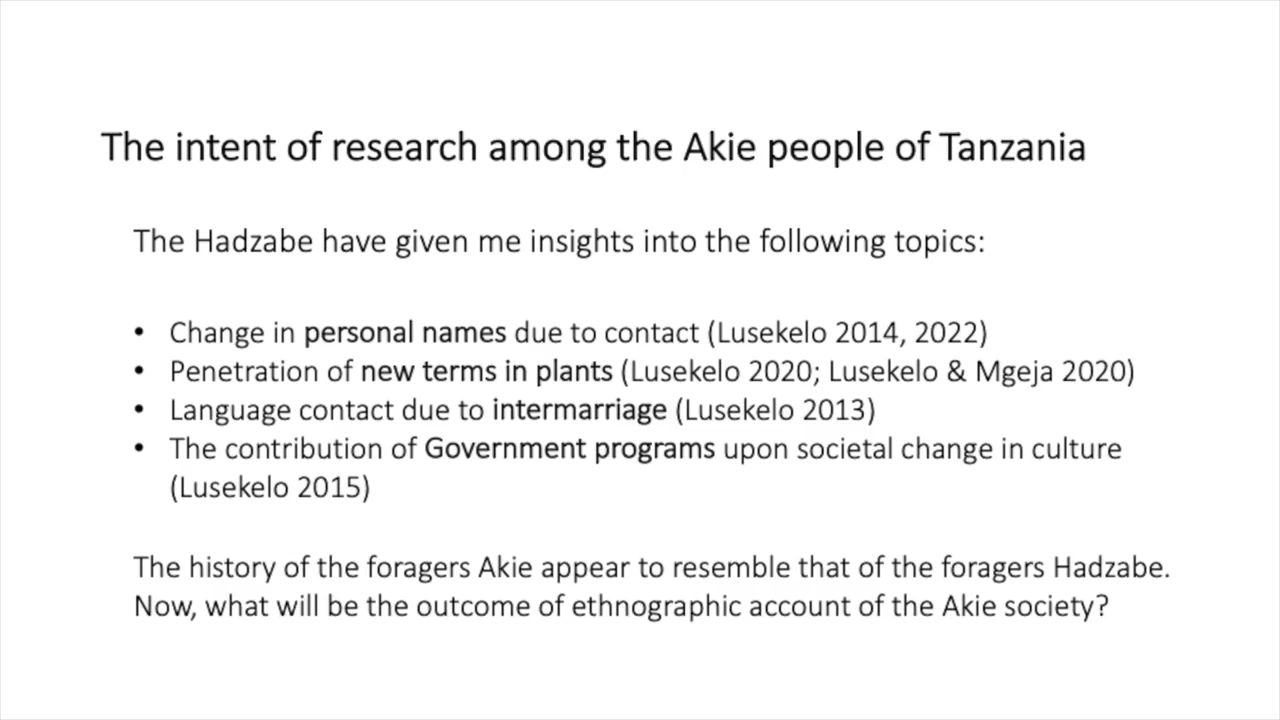 The intent of research among the Akie people of Tanzania
The Hadzabe have given me insights into the following topics:
• Change in personal names due to contact (Lusekelo 2014, 2022)
• Penetration of new terms in plants (Lusekelo 2020; Lusekelo & Mgeja 2020)
• Language contact due to intermarriage (Lusekelo 2013)
• The contribution of Government programs upon societal change in culture
(Lusekelo 2015)
The history of the foragers Akie appear to resemble that of the foragers Hadzabe.
Now, what will be the outcome of ethnographic account of the Akie society?